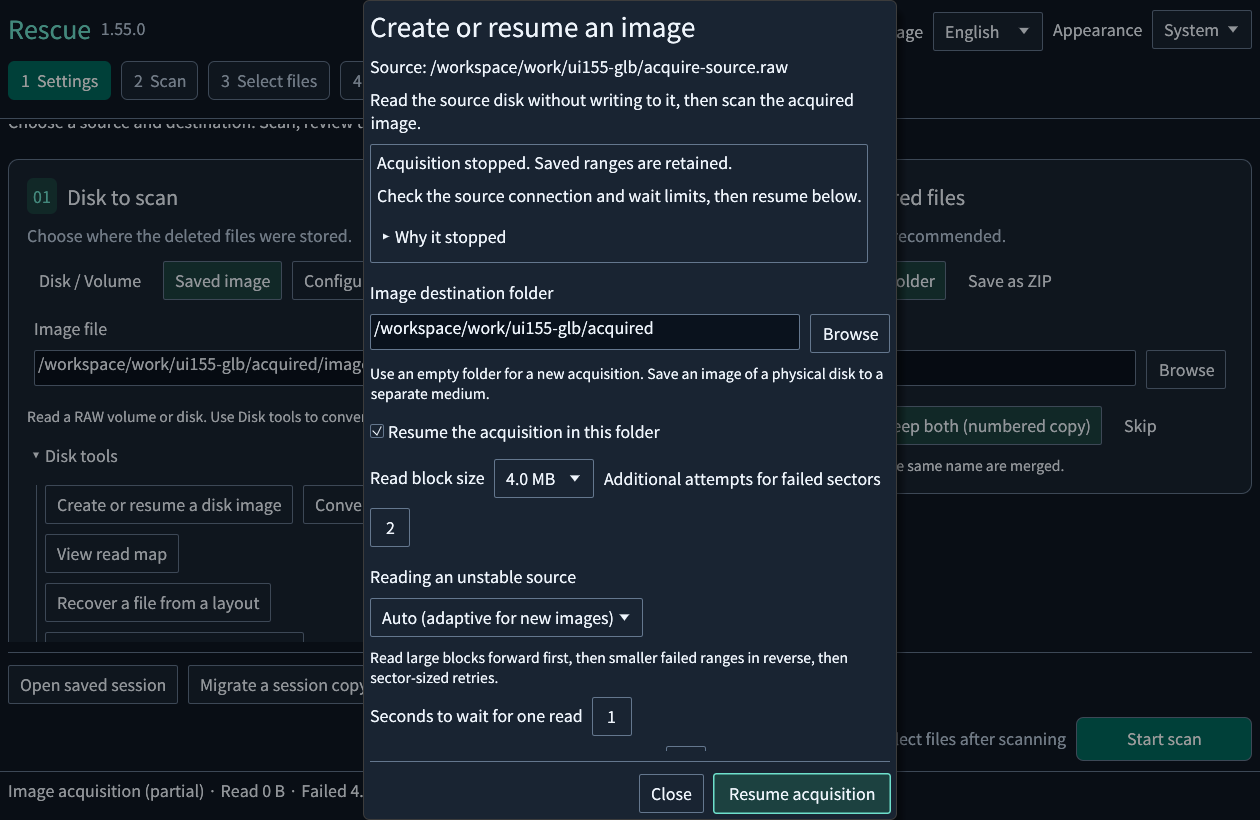 Rescue 1.55.0
English
Appearance
System
1 Settings
2 Scan
3 Select files
4
Create or resume an image
Source: /workspace/work/ui155-glb/acquire-source.raw
Read the source disk without writing to it, then scan the acquired
image.
Acquisition stopped. Saved ranges are retained.
Check the source connection and wait limits, then resume below.
Why it stopped
Image destination folder
/workspace/work/ui155-glb/acquired
Browse
Use an empty folder for a new acquisition. Save an image of a physical disk to a
separate medium.
Resume the acquisition in this folder
Read block size
4.0 MB
Additional attempts for failed sectors
2
Reading an unstable source
Auto (adaptive for new images)
Read large blocks forward first, then smaller failed ranges in reverse, then
sector-sized retries.
Seconds to wait for one read
1
Close
Resume acquisition
Choose a source and destination. Scan, review
01 Disk to scan
Choose where the deleted files were stored.
Disk / Volume
Saved image
Image file
/workspace/work/ui155-glb/acquired/imag
Read a RAW volume or disk. Use Disk tools to
Disk tools
Create or resume a disk image
View read map
Recover a file from a layout
files
recommended.
Save as ZIP
Browse
both (numbered copy)
Skip
same name are merged.
Open saved session
Migrate a session copy
files after scanning
Start scan
Image acquisition (partial) · Read 0 B · Failed 4.